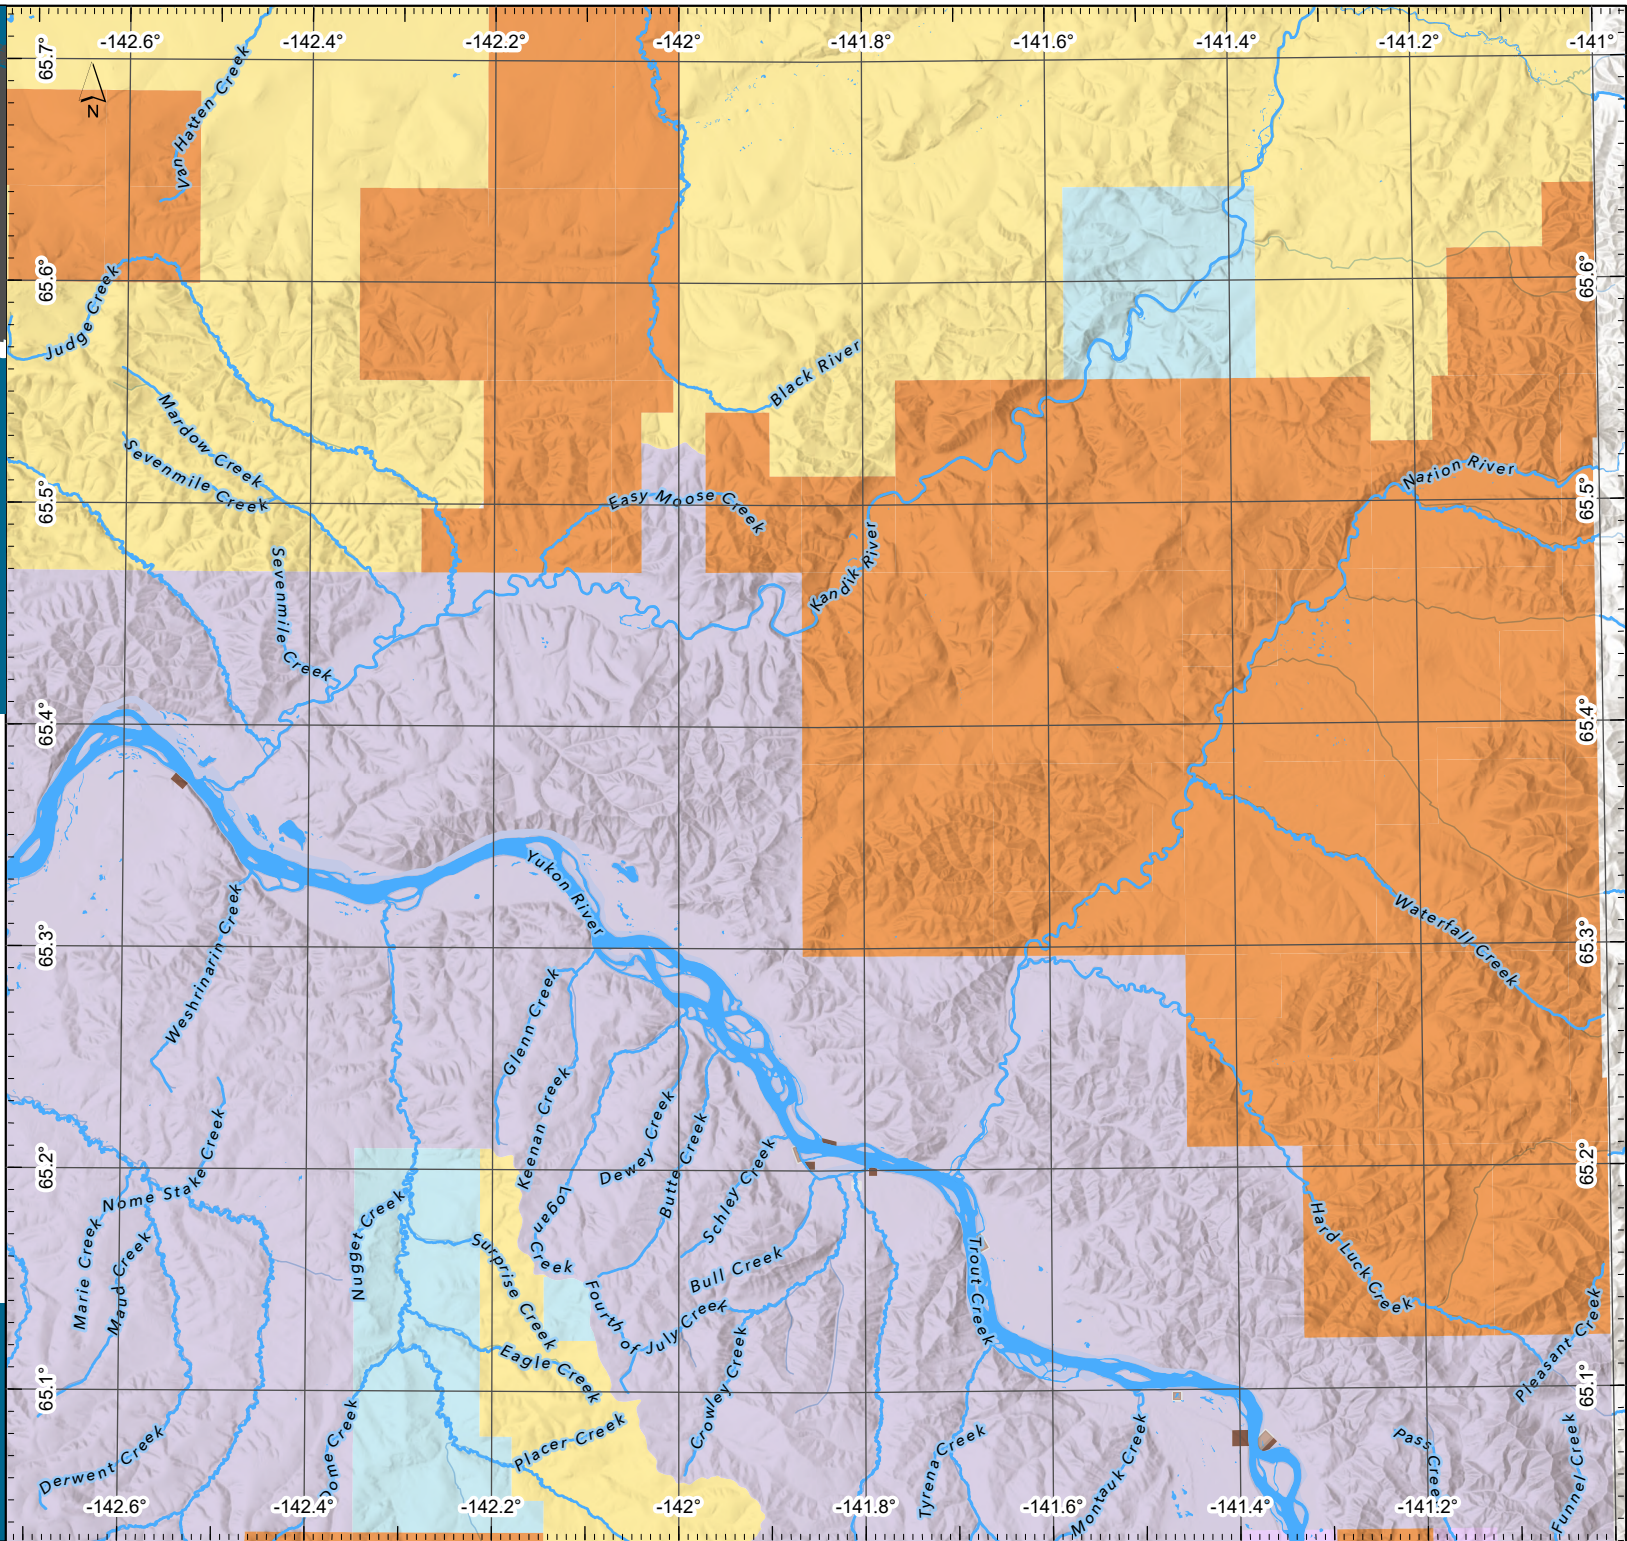 -142.6°
-142.4°
-142.2°
-142°
-141.8°
-141.6°
-141.4°
-141.2°
-141°
65.7°
N
Van Hatten Creek
65.6°
65.6°
Judge Creek
Black River
Mardow Creek
Sevenmile Creek
Nation River
65.5°
65.5°
Easy Moose Creek
Kandik River
Sevenmile Creek
65.4°
65.4°
Yukon River
Weshrinarin Creek
Waterfall Creek
65.3°
65.3°
Glenn Creek
Keenan Creek
Dewey Creek
Butte Creek
Schley Creek
Nome Stake Creek
65.2°
65.2°
Logan Creek
Nugget Creek
Marie Creek
Maud Creek
Surprise Creek
Bull Creek
Trout Creek
Hard Luck Creek
Fourth of July Creek
Eagle Creek
Crowley Creek
Pleasant Creek
65.1°
65.1°
Placer Creek
Derwent Creek
Dome Creek
Tyrena Creek
Montauk Creek
Pass Creek
Funnel Creek
-142.6°
-142.4°
-142.2°
-142°
-141.8°
-141.6°
-141.4°
-141.2°